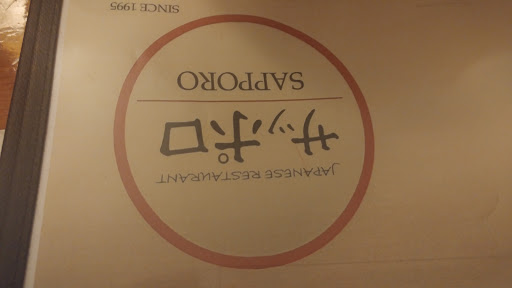 JAPANESE RESTAURANT
サッポロ
SAPPORO
SINCE 1995